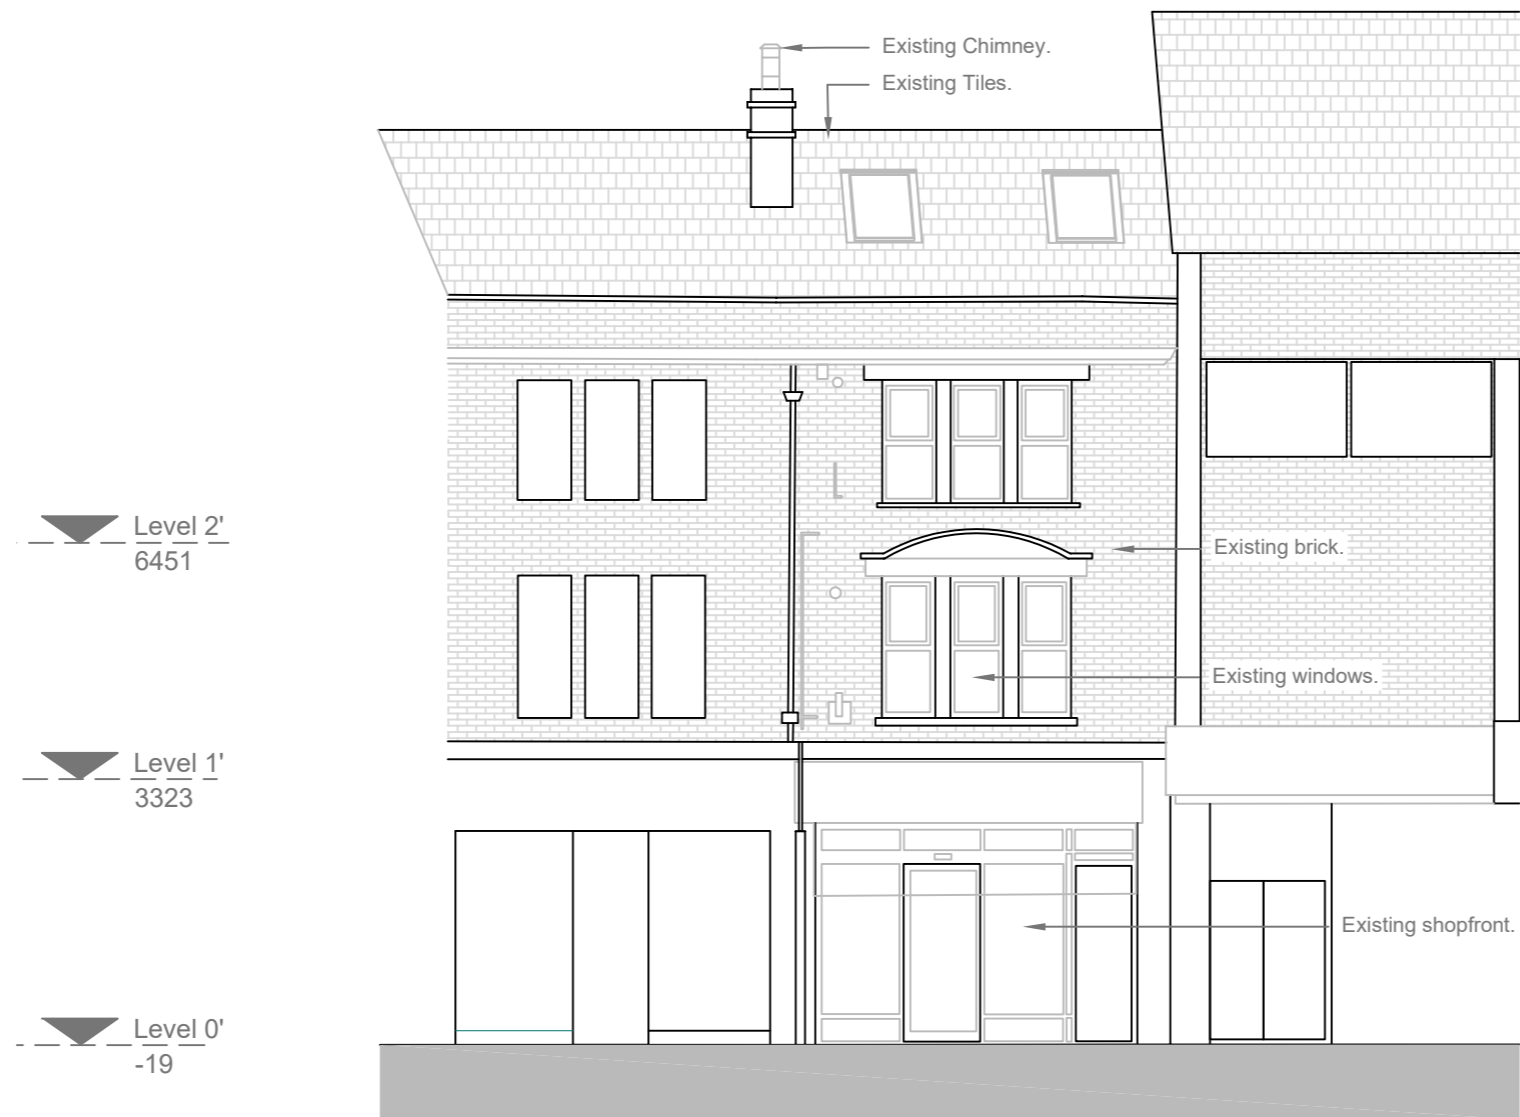 Existing Chimney.
Existing Tiles.
Level 2'
6451
Existing brick.
Existing windows.
Level 1'
3323
Existing shopfront.
Level 0'
-19